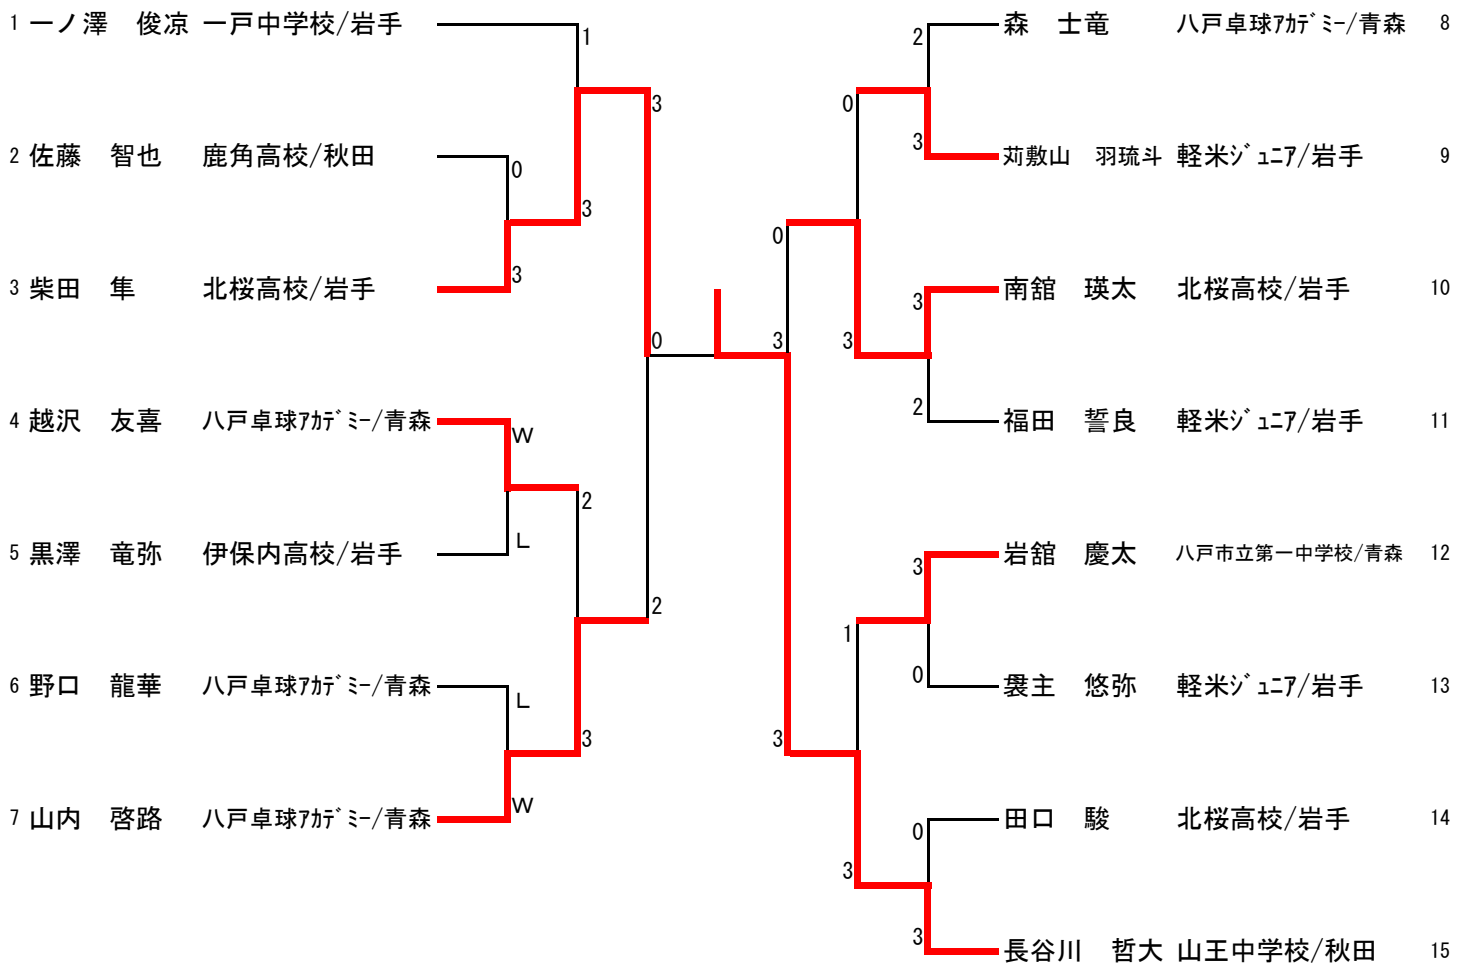 1 一ノ澤 俊凉 一戸中学校/岩手
1
3
2 佐藤 智也 鹿角高校/秋田
0
3
3 柴田 隼 北桜高校/岩手
3
0
4 越沢 友喜 八戸卓球ｱｶﾃﾞﾐｰ/青森
W
2
5 黒澤 竜弥 伊保内高校/岩手
L
2
6 野口 龍華 八戸卓球ｱｶﾃﾞﾐｰ/青森
L
3
7 山内 啓路 八戸卓球ｱｶﾃﾞﾐｰ/青森
W
2
森 士竜 八戸卓球ｱｶﾃﾞﾐｰ/青森 8
0
3
苅敷山 羽琉斗 軽米ｼﾞｭﾆｱ/岩手 9
0
3
南舘 瑛太 北桜高校/岩手 10
3
3
2
福田 誓良 軽米ｼﾞｭﾆｱ/岩手 11
3
岩舘 慶太 八戸市立第一中学校/青森 12
1
0
袰主 悠弥 軽米ｼﾞｭﾆｱ/岩手 13
3
0
田口 駿 北桜高校/岩手 14
3
3
長谷川 哲大 山王中学校/秋田 15